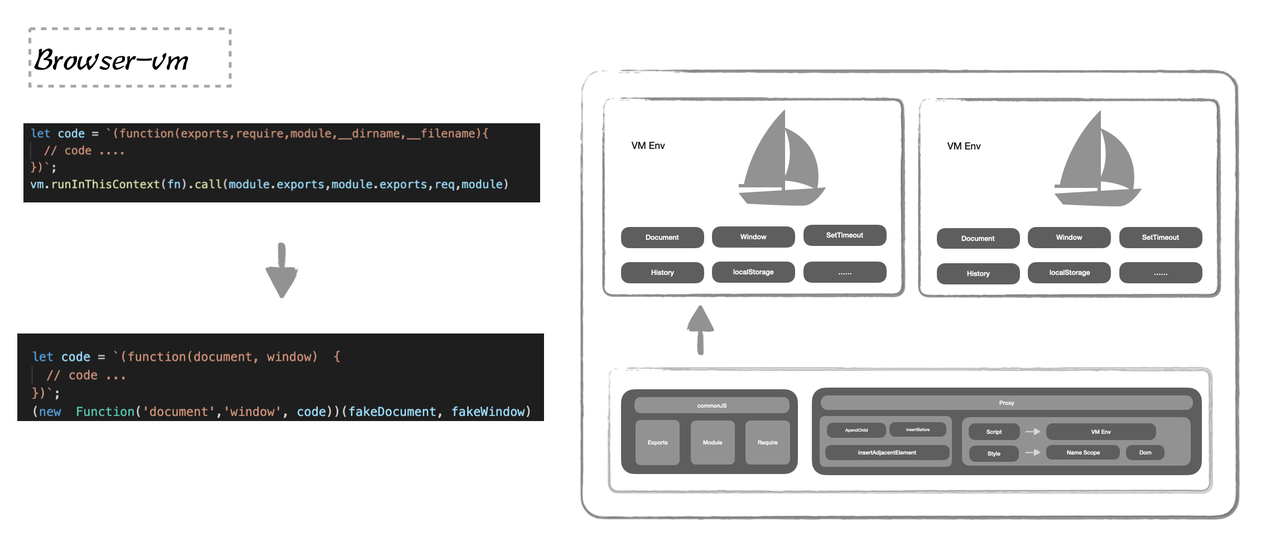 Browser-vm
let code = `(function(exports,require,module,__dirname,__filename){
// code ....
})`;
vm.runInThisContext(fn).call(module.exports,module.exports,req,module)
let code = `(function(document, window) {
// code ...
})`;
(new Function('document','window', code))(fakeDocument, fakeWindow)
VM Env
Document Window SetTimeout
History localStorage ......
VM Env
Document Window SetTimeout
History localStorage ......
commonJS
Exports Module Require
Proxy
ApendChild insertBefore
insertAdjacentElement
Script VM Env
Style Name Scope Dom